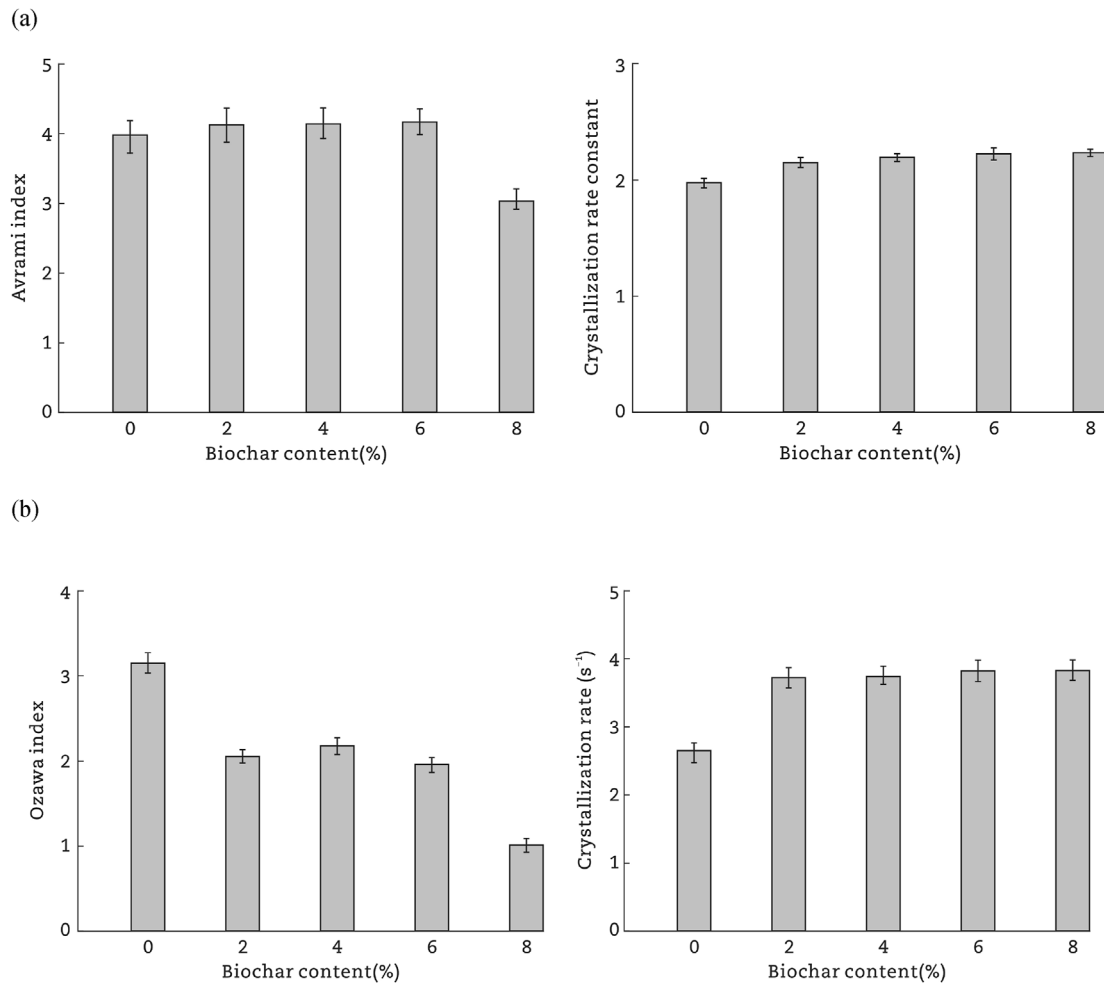 (a)
Avrami index
5
4
3
2
1
0
0 2 4 6 8
Biochar content(%)
Crystallization rate constant
3
2
1
0
0 2 4 6 8
Biochar content(%)
(b)
Ozawa index
4
3
2
1
0
0 2 4 6 8
Biochar content(%)
Crystallization rate (s⁻¹)
5
4
3
2
1
0
0 2 4 6 8
Biochar content(%)